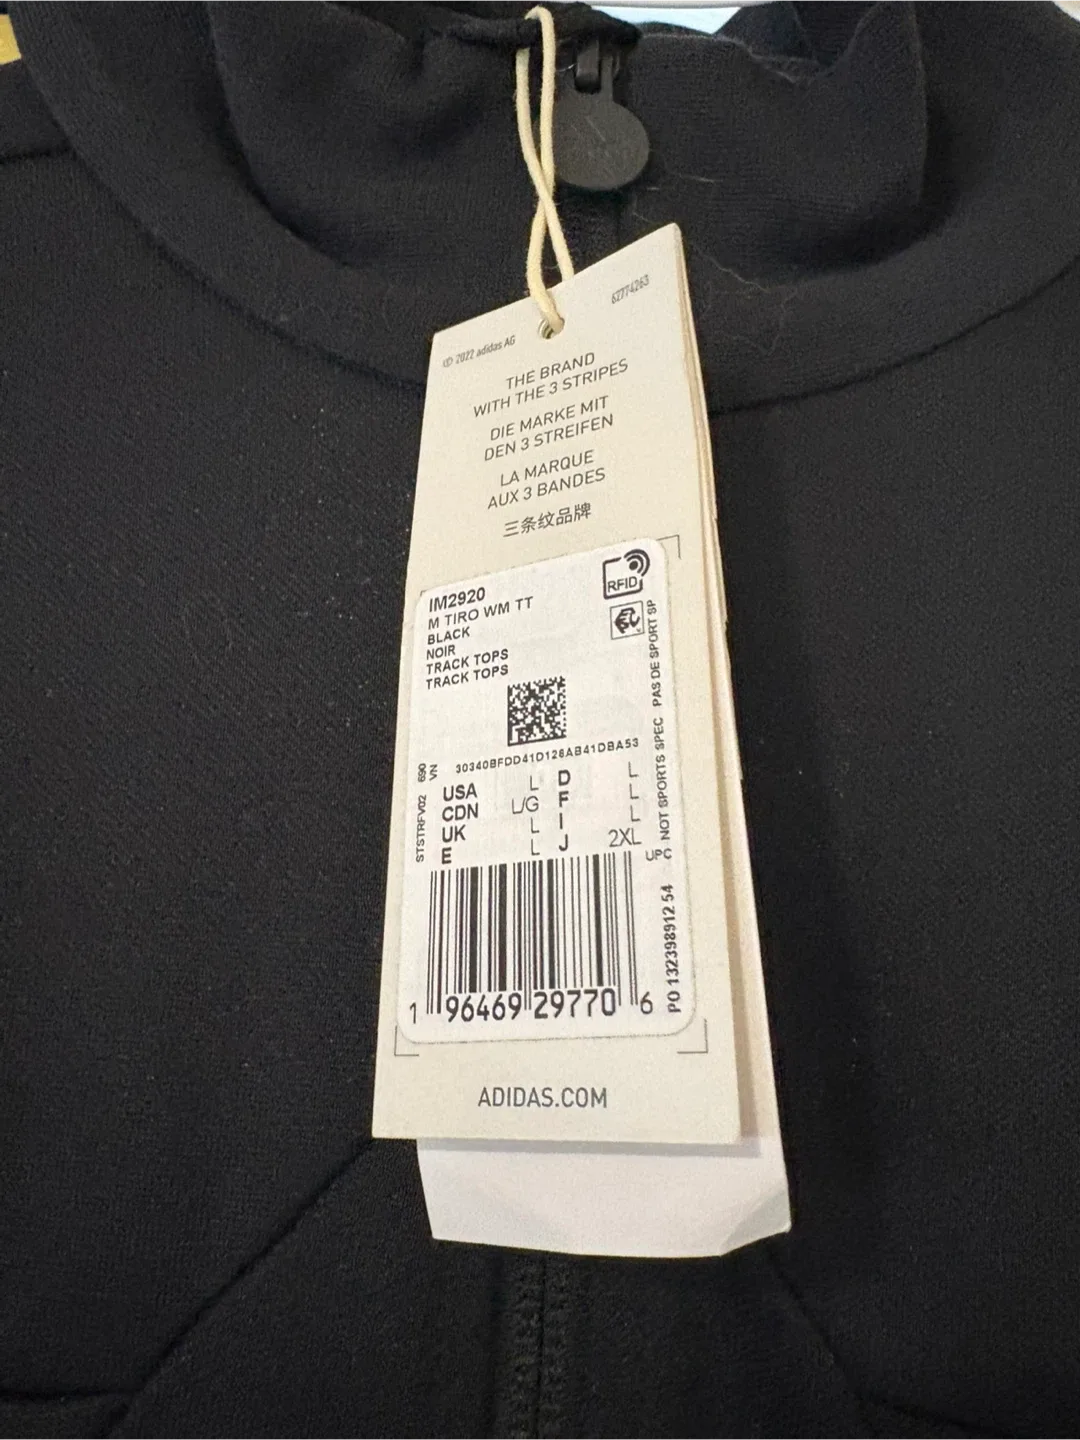 62774263
© 2022 adidas AG
THE BRAND
WITH THE 3 STRIPES
DIE MARKE MIT
DEN 3 STREIFEN
LA MARQUE
AUX 3 BANDES
三条纹品牌
RFID
IM2920
M TIRO WM TT
BLACK
NOIR
TRACK TOPS
TRACK TOPS
30340BFDD41D126AB41DBA53
USA L D L
CDN L/G F L
UK L I L
E L J 2XL
UPC
STSTRFV02 690
VN
NOT SPORTS SPEC PAS DE SPORT SP
PO 132398912 54
1 96469 29770 6
ADIDAS.COM